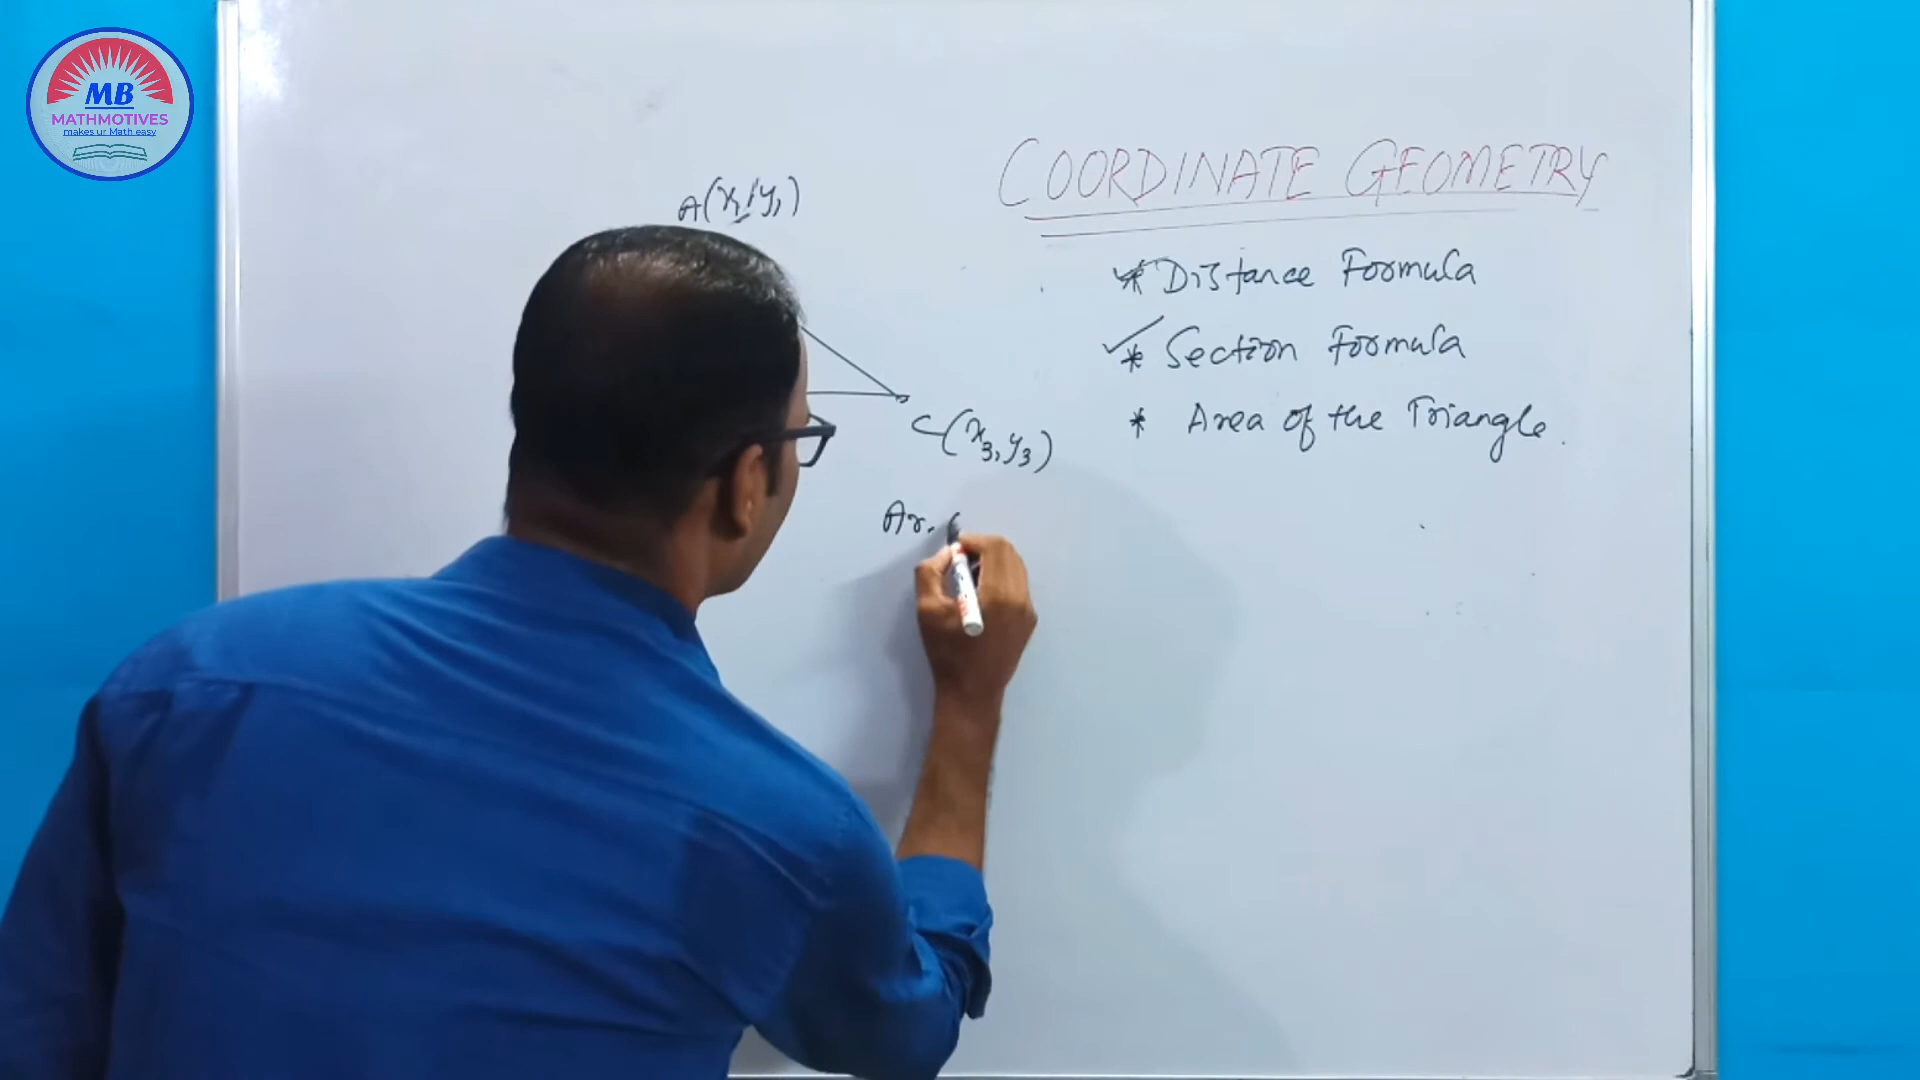 MB
MATHMOTIVES
makes ur Math easy
COORDINATE GEOMETRY
A(x₁, y₁)
* Distance Formula
* Section Formula
* Area of the Triangle.
C(x₃, y₃)
Ar. (